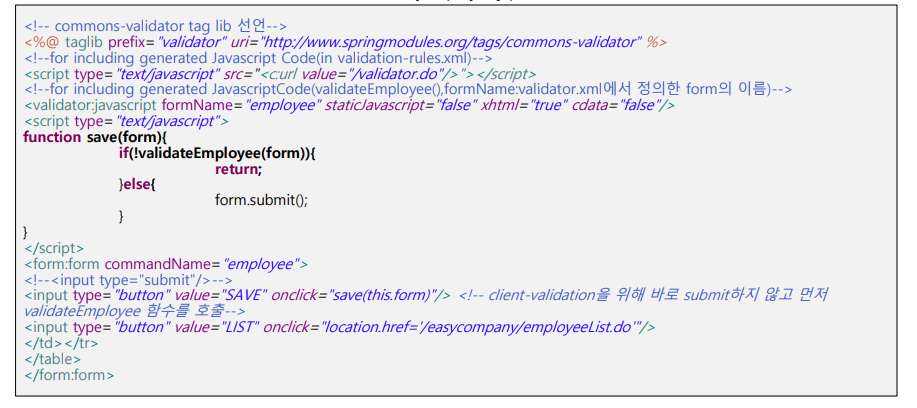 <!-- commons-validator tag lib 선언-->
<%@ taglib prefix="validator" uri="http://www.springmodules.org/tags/commons-validator" %>
<!--for including generated Javascript Code(in validation-rules.xml)-->
<script type="text/javascript" src="<c:url value="/validator.do"/>"></script>
<!--for including generated JavascriptCode(validateEmployee(),formName:validator.xml에서 정의한 form의 이름)-->
<validator:javascript formName="employee" staticJavascript="false" xhtml="true" cdata="false"/>
<script type="text/javascript">
function save(form){
if(!validateEmployee(form)){
return;
}else{
form.submit();
}
}
</script>
<form:form commandName="employee">
<!--<input type="submit"/>-->
<input type="button" value="SAVE" onclick="save(this.form)"/> <!-- client-validation을 위해 바로 submit하지 않고 먼저
validateEmployee 함수를 호출-->
<input type="button" value="LIST" onclick="location.href='/easycompany/employeeList.do'"/>
</td></tr>
</table>
</form:form>